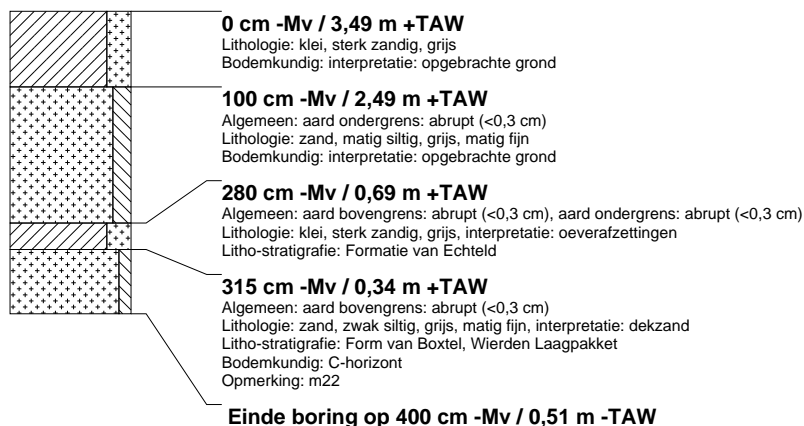 0 cm -Mv / 3,49 m +TAW
Lithologie: klei, sterk zandig, grijs
Bodemkundig: interpretatie: opgebrachte grond
100 cm -Mv / 2,49 m +TAW
Algemeen: aard ondergrens: abrupt (<0,3 cm)
Lithologie: zand, matig siltig, grijs, matig fijn
Bodemkundig: interpretatie: opgebrachte grond
280 cm -Mv / 0,69 m +TAW
Algemeen: aard bovengrens: abrupt (<0,3 cm), aard ondergrens: abrupt (<0,3 cm)
Lithologie: klei, sterk zandig, grijs, interpretatie: oeverafzettingen
Litho-stratigrafie: Formatie van Echteld
315 cm -Mv / 0,34 m +TAW
Algemeen: aard bovengrens: abrupt (<0,3 cm)
Lithologie: zand, zwak siltig, grijs, matig fijn, interpretatie: dekzand
Litho-stratigrafie: Form van Boxtel, Wierden Laagpakket
Bodemkundig: C-horizont
Opmerking: m22
Einde boring op 400 cm -Mv / 0,51 m -TAW